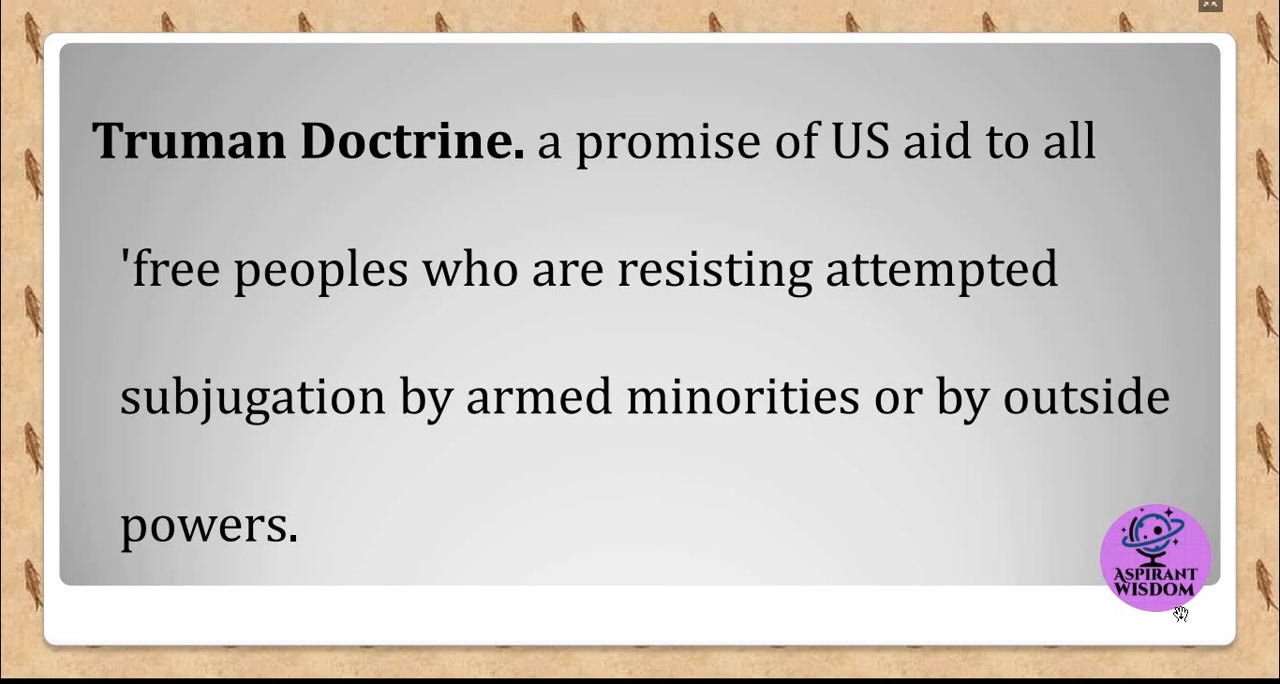 Truman Doctrine. a promise of US aid to all
'free peoples who are resisting attempted
subjugation by armed minorities or by outside
powers.
ASPIRANT
WISDOM